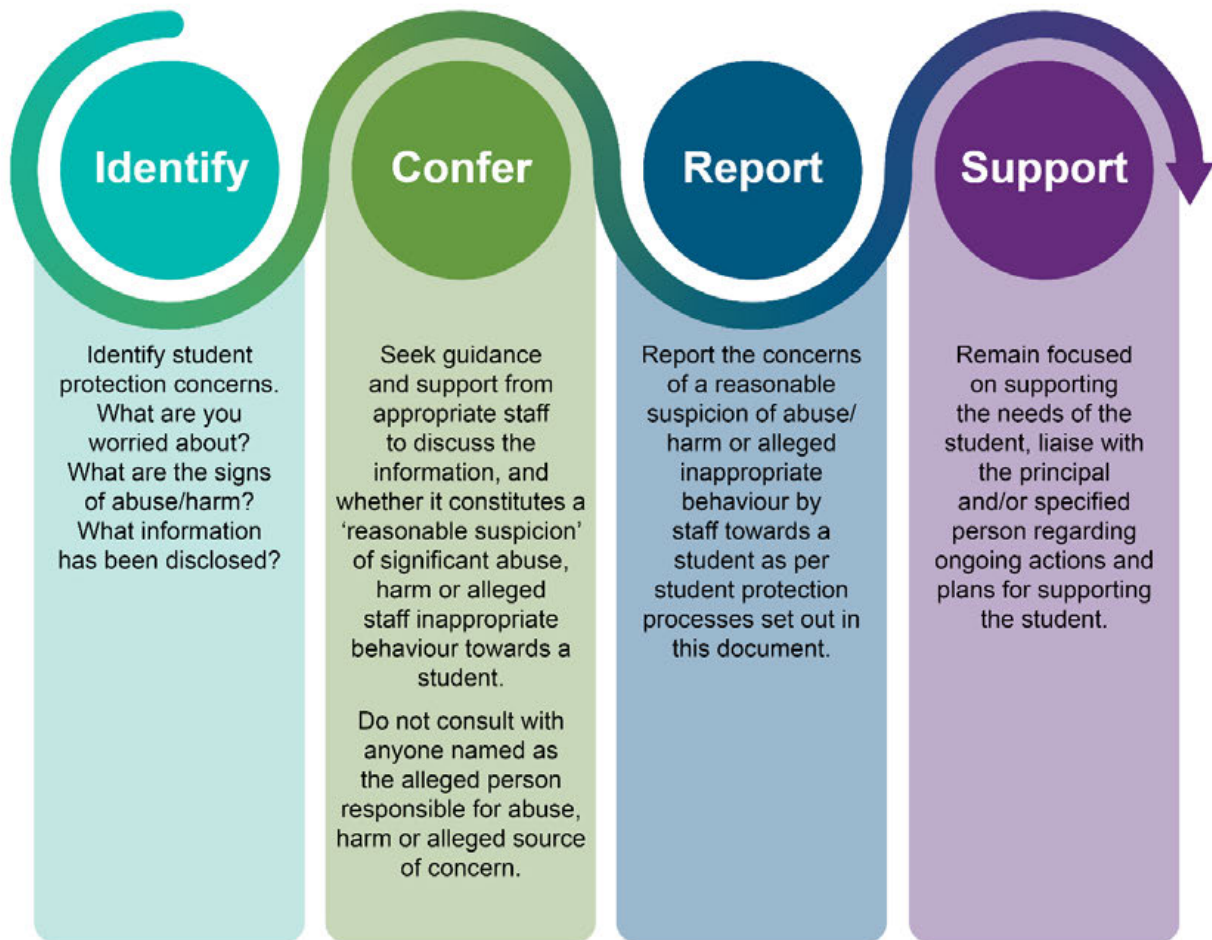 Identify
Identify student
protection concerns.
What are you
worried about?
What are the signs
of abuse/harm?
What information
has been disclosed?
Confer
Seek guidance
and support from
appropriate staff
to discuss the
information, and
whether it constitutes a
‘reasonable suspicion’
of significant abuse,
harm or alleged
staff inappropriate
behaviour towards a
student.
Do not consult with
anyone named as
the alleged person
responsible for abuse,
harm or alleged source
of concern.
Report
Report the concerns
of a reasonable
suspicion of abuse/
harm or alleged
inappropriate
behaviour by
staff towards a
student as per
student protection
processes set out in
this document.
Support
Remain focused
on supporting
the needs of the
student, liaise with
the principal
and/or specified
person regarding
ongoing actions and
plans for supporting
the student.